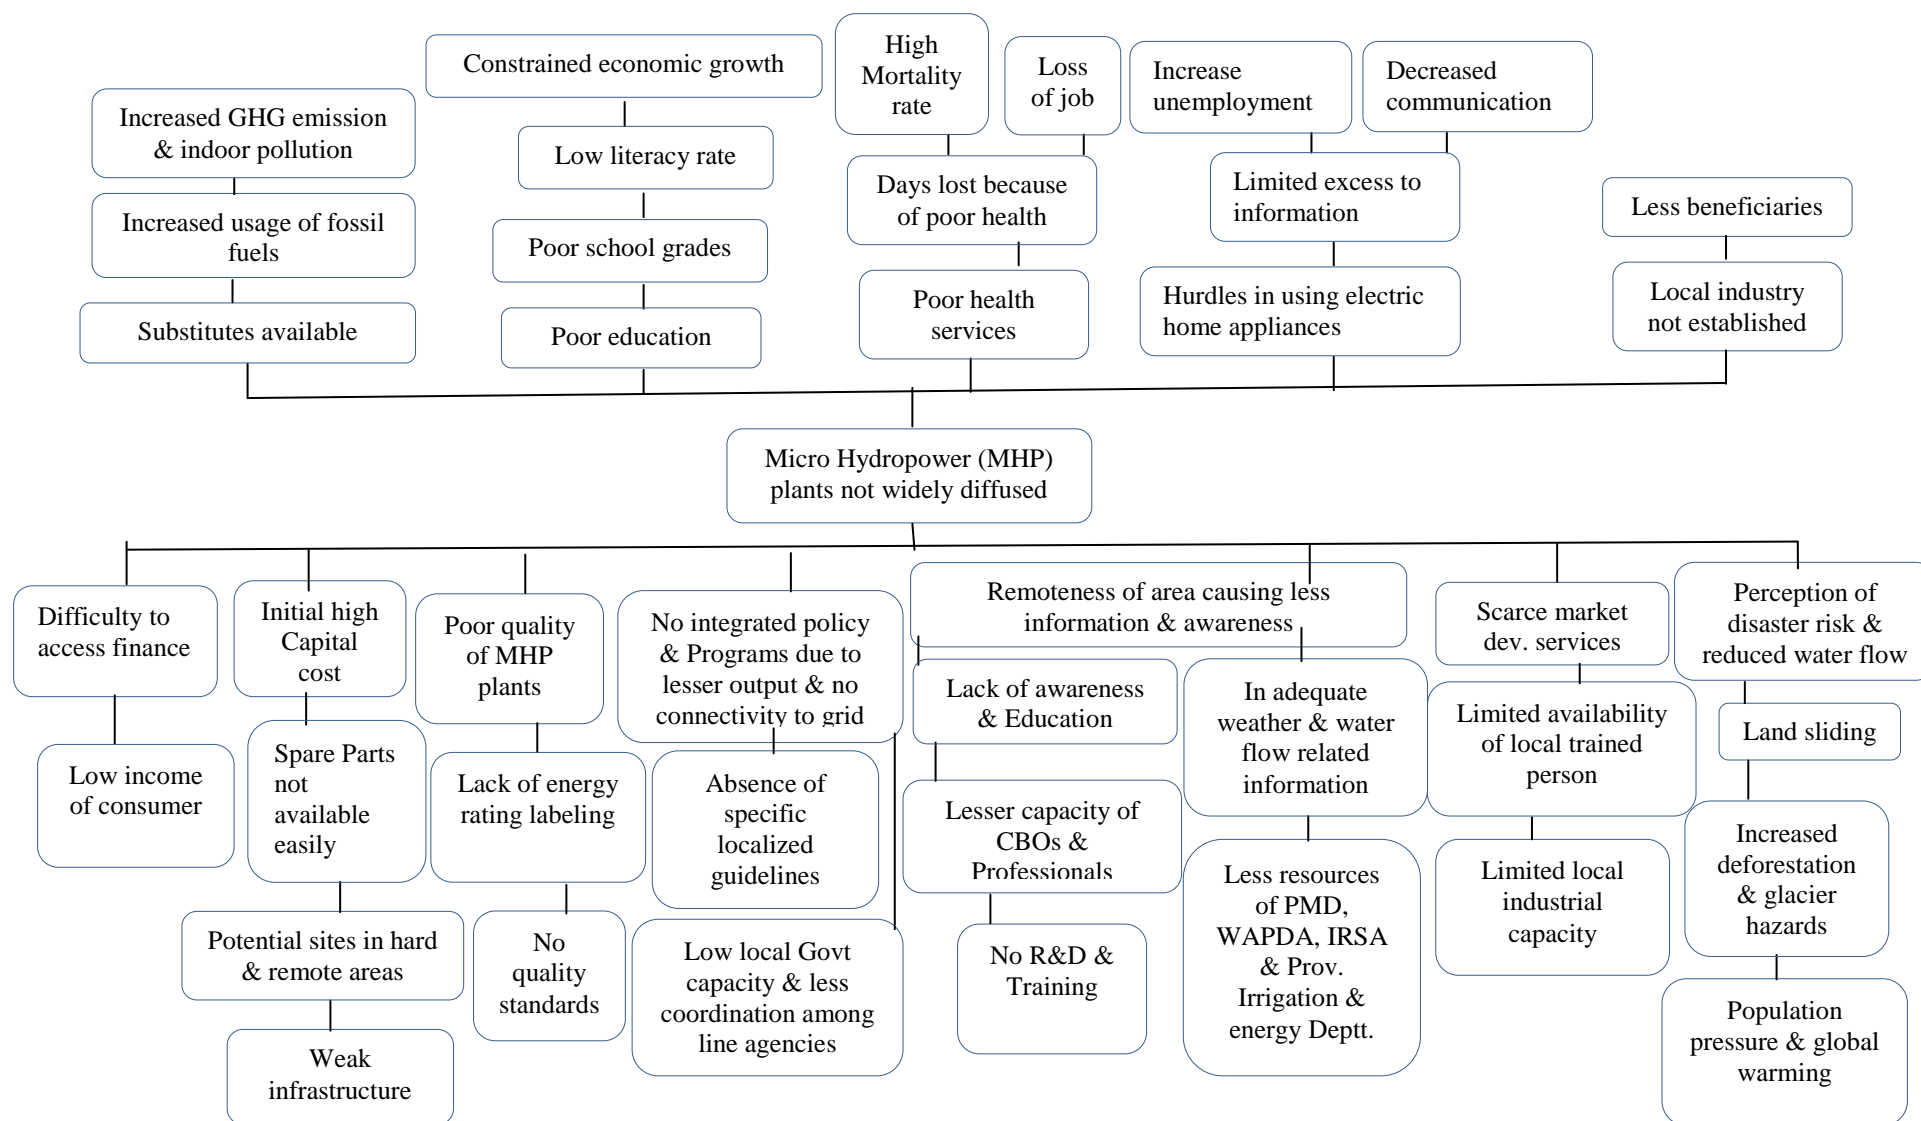 High
Mortality
rate
Constrained economic growth
Loss
of job
Increase
unemployment
Decreased
communication
Increased GHG emission
& indoor pollution
Low literacy rate
Days lost because
of poor health
Limited excess to
information
Less beneficiaries
Increased usage of fossil
fuels
Poor school grades
Poor health
services
Hurdles in using electric
home appliances
Local industry
not established
Substitutes available
Poor education
Micro Hydropower (MHP)
plants not widely diffused
Difficulty to
access finance
Initial high
Capital
cost
Poor quality
of MHP
plants
No integrated policy
& Programs due to
lesser output & no
connectivity to grid
Remoteness of area causing less
information & awareness
Scarce market
dev. services
Perception of
disaster risk &
reduced water flow
Low income
of consumer
Spare Parts
not
available
easily
Lack of energy
rating labeling
Absence of
specific
localized
guidelines
Lack of awareness
& Education
In adequate
weather & water
flow related
information
Limited availability
of local trained
person
Land sliding
Lesser capacity of
CBOs &
Professionals
Increased
deforestation
& glacier
hazards
Potential sites in hard
& remote areas
No
quality
standards
Low local Govt
capacity & less
coordination among
line agencies
No R&D &
Training
Less resources
of PMD,
WAPDA, IRSA
& Prov.
Irrigation &
energy Deptt.
Limited local
industrial
capacity
Weak
infrastructure
Population
pressure & global
warming